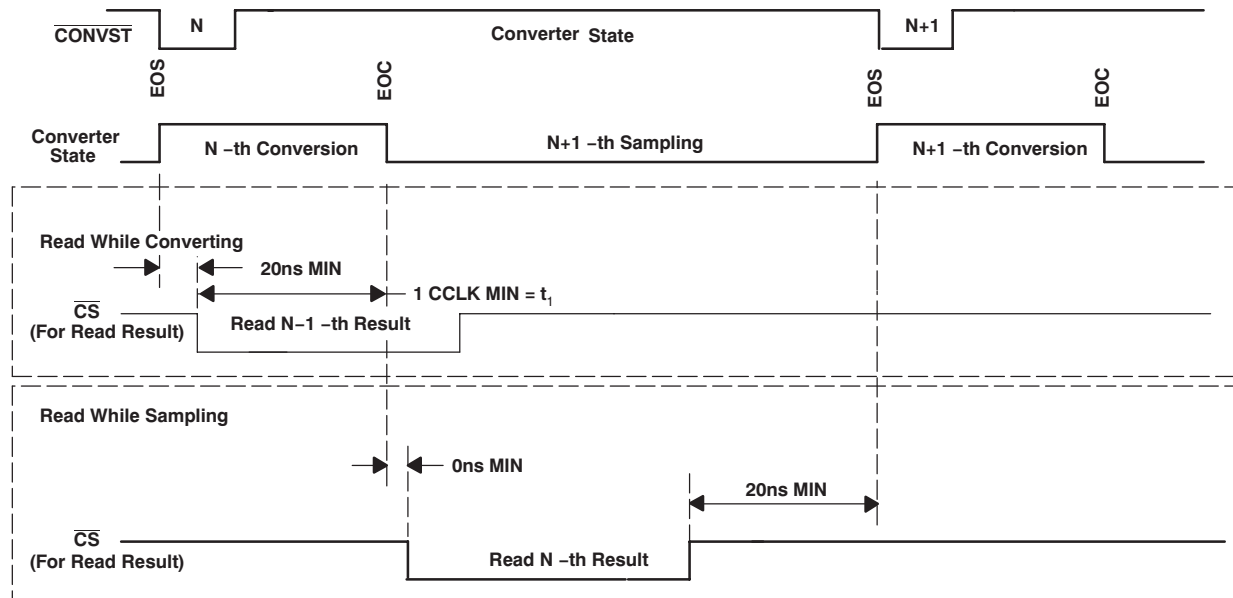 CONVST
N
Converter State
N+1
EOS
EOC
EOS
EOC
Converter
State
N −th Conversion
N+1 −th Sampling
N+1 −th Conversion
Read While Converting
20ns MIN
1 CCLK MIN = t1
CS
(For Read Result)
Read N−1 −th Result
Read While Sampling
0ns MIN
20ns MIN
CS
(For Read Result)
Read N −th Result